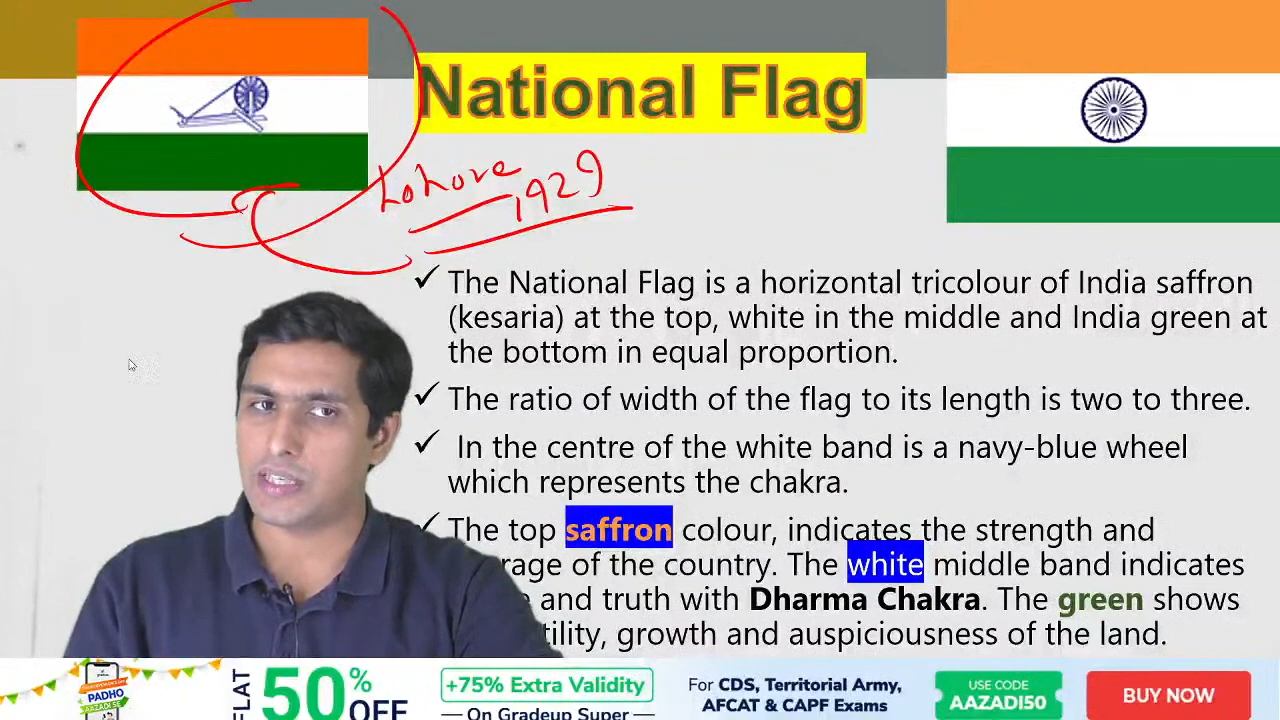 National Flag
Lahore
1929
The National Flag is a horizontal tricolour of India saffron
(kesaria) at the top, white in the middle and India green at
the bottom in equal proportion.
The ratio of width of the flag to its length is two to three.
In the centre of the white band is a navy-blue wheel
which represents the chakra.
The top saffron colour, indicates the strength and
rage of the country. The white middle band indicates
and truth with Dharma Chakra. The green shows
tility, growth and auspiciousness of the land.
PADHO
AAZADI SE
FLAT
50% OFF
+75% Extra Validity
On Gradeup Super
For CDS, Territorial Army,
AFCAT & CAPF Exams
USE CODE
AAZADI50
BUY NOW